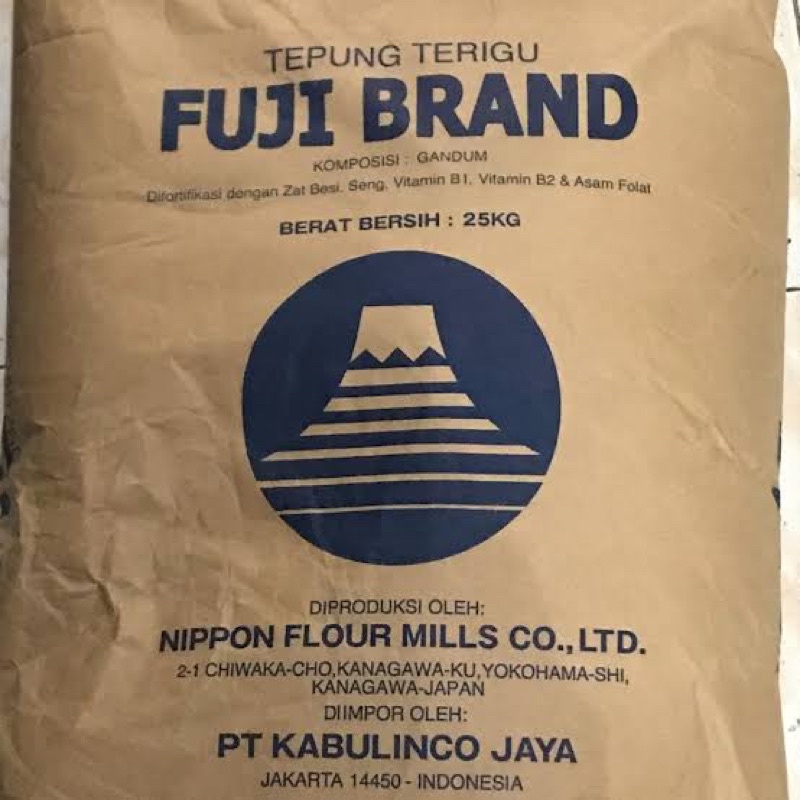 TEPUNG TERIGU
FUJI BRAND
KOMPOSISI : GANDUM
Difortifikasi dengan Zat Besi, Seng, Vitamin B1, Vitamin B2 & Asam Folat
BERAT BERSIH : 25KG
DIPRODUKSI OLEH:
NIPPON FLOUR MILLS CO.,LTD.
2-1 CHIWAKA-CHO,KANAGAWA-KU,YOKOHAMA-SHI,
KANAGAWA-JAPAN
DIIMPOR OLEH:
PT KABULINCO JAYA
JAKARTA 14450 - INDONESIA